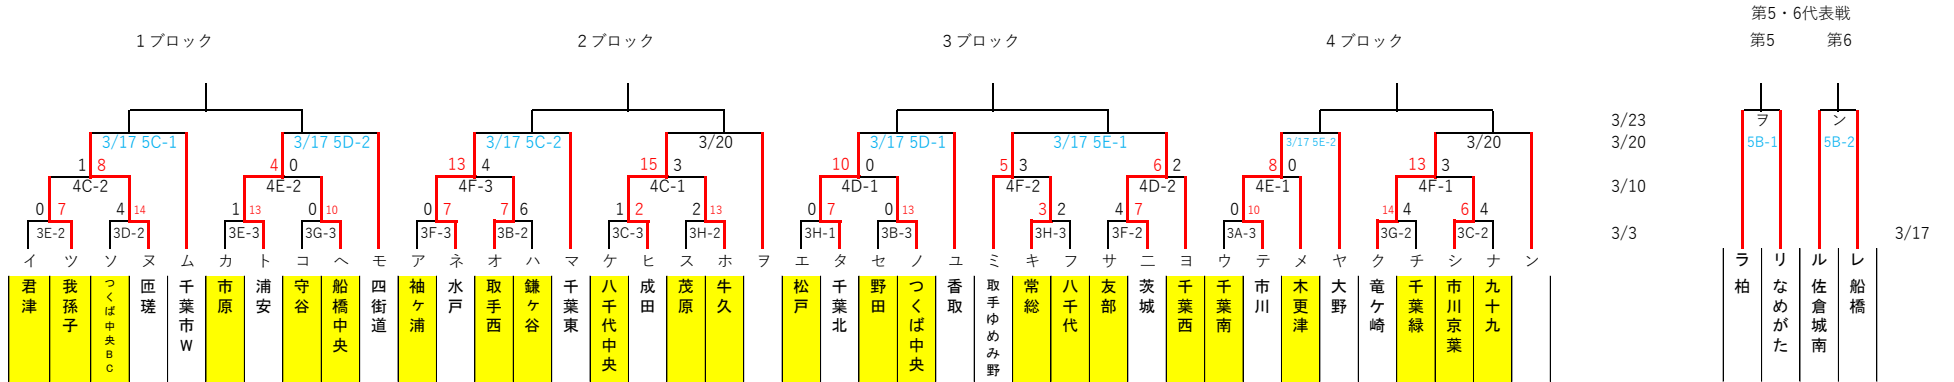 第5・6代表戦
1ブロック
2ブロック
3ブロック
4ブロック
第5
第6
3/23
ヲ
ン
3/17 5C-1
3/17 5D-2
3/17 5C-2
3/20
3/17 5D-1
3/17 5E-1
3/17 5E-2
3/20
3/20
5B-1
5B-2
1 8
4 0
13 4
15 3
10 0
5 3
6 2
8 0
13 3
4C-2
4E-2
4F-3
4C-1
4D-1
4F-2
4D-2
4E-1
4F-1
3/10
0 7
4 14
1 13
0 10
0 7
7 6
1 2
2 13
0 7
0 13
3 2
4 7
0 10
14 4
6 4
3E-2
3D-2
3E-3
3G-3
3F-3
3B-2
3C-3
3H-2
3H-1
3B-3
3H-3
3F-2
3A-3
3G-2
3C-2
3/3
3/17
イ ツ ソ ヌ ム カ ト コ ヘ モ ア ネ オ ハ マ ケ ヒ ス ホ ヲ エ タ セ ノ ユ ミ キ フ サ ニ ヨ ウ テ メ ヤ ク チ シ ナ ン
ラ リ ル レ
君津
我孫子
つくば中央BC
匝瑳
千葉市W
市原
浦安
守谷
船橋中央
四街道
袖ヶ浦
水戸
取手西
鎌ヶ谷
千葉東
八千代中央
成田
茂原
牛久
松戸
千葉北
野田
つくば中央
香取
取手ゆめみ野
常総
八千代
友部
茨城
千葉西
千葉南
市川
木更津
大野
竜ケ崎
千葉緑
市川京葉
九十九
柏
なめがた
佐倉城南
船橋